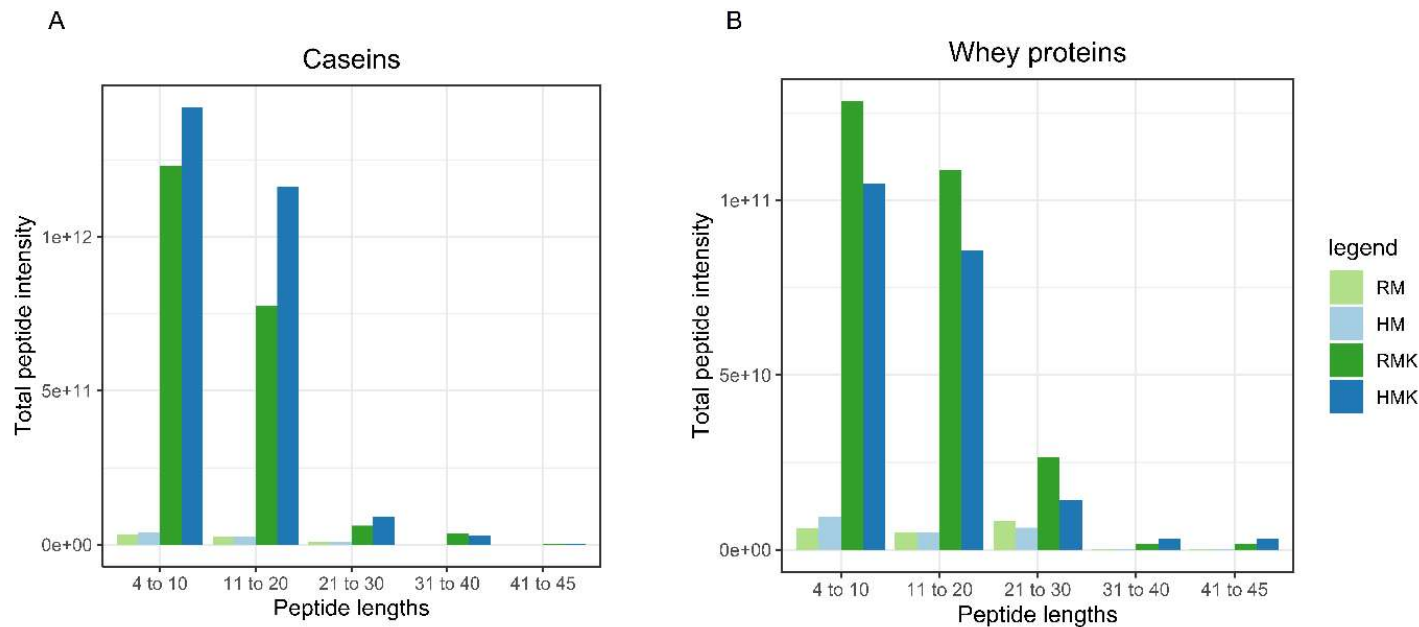 A
Caseins
Total peptide intensity
1e+12
5e+11
0e+00
4 to 10
11 to 20
21 to 30
31 to 40
41 to 45
Peptide lengths
B
Whey proteins
Total peptide intensity
1e+11
5e+10
0e+00
4 to 10
11 to 20
21 to 30
31 to 40
41 to 45
Peptide lengths
legend
RM
HM
RMK
HMK